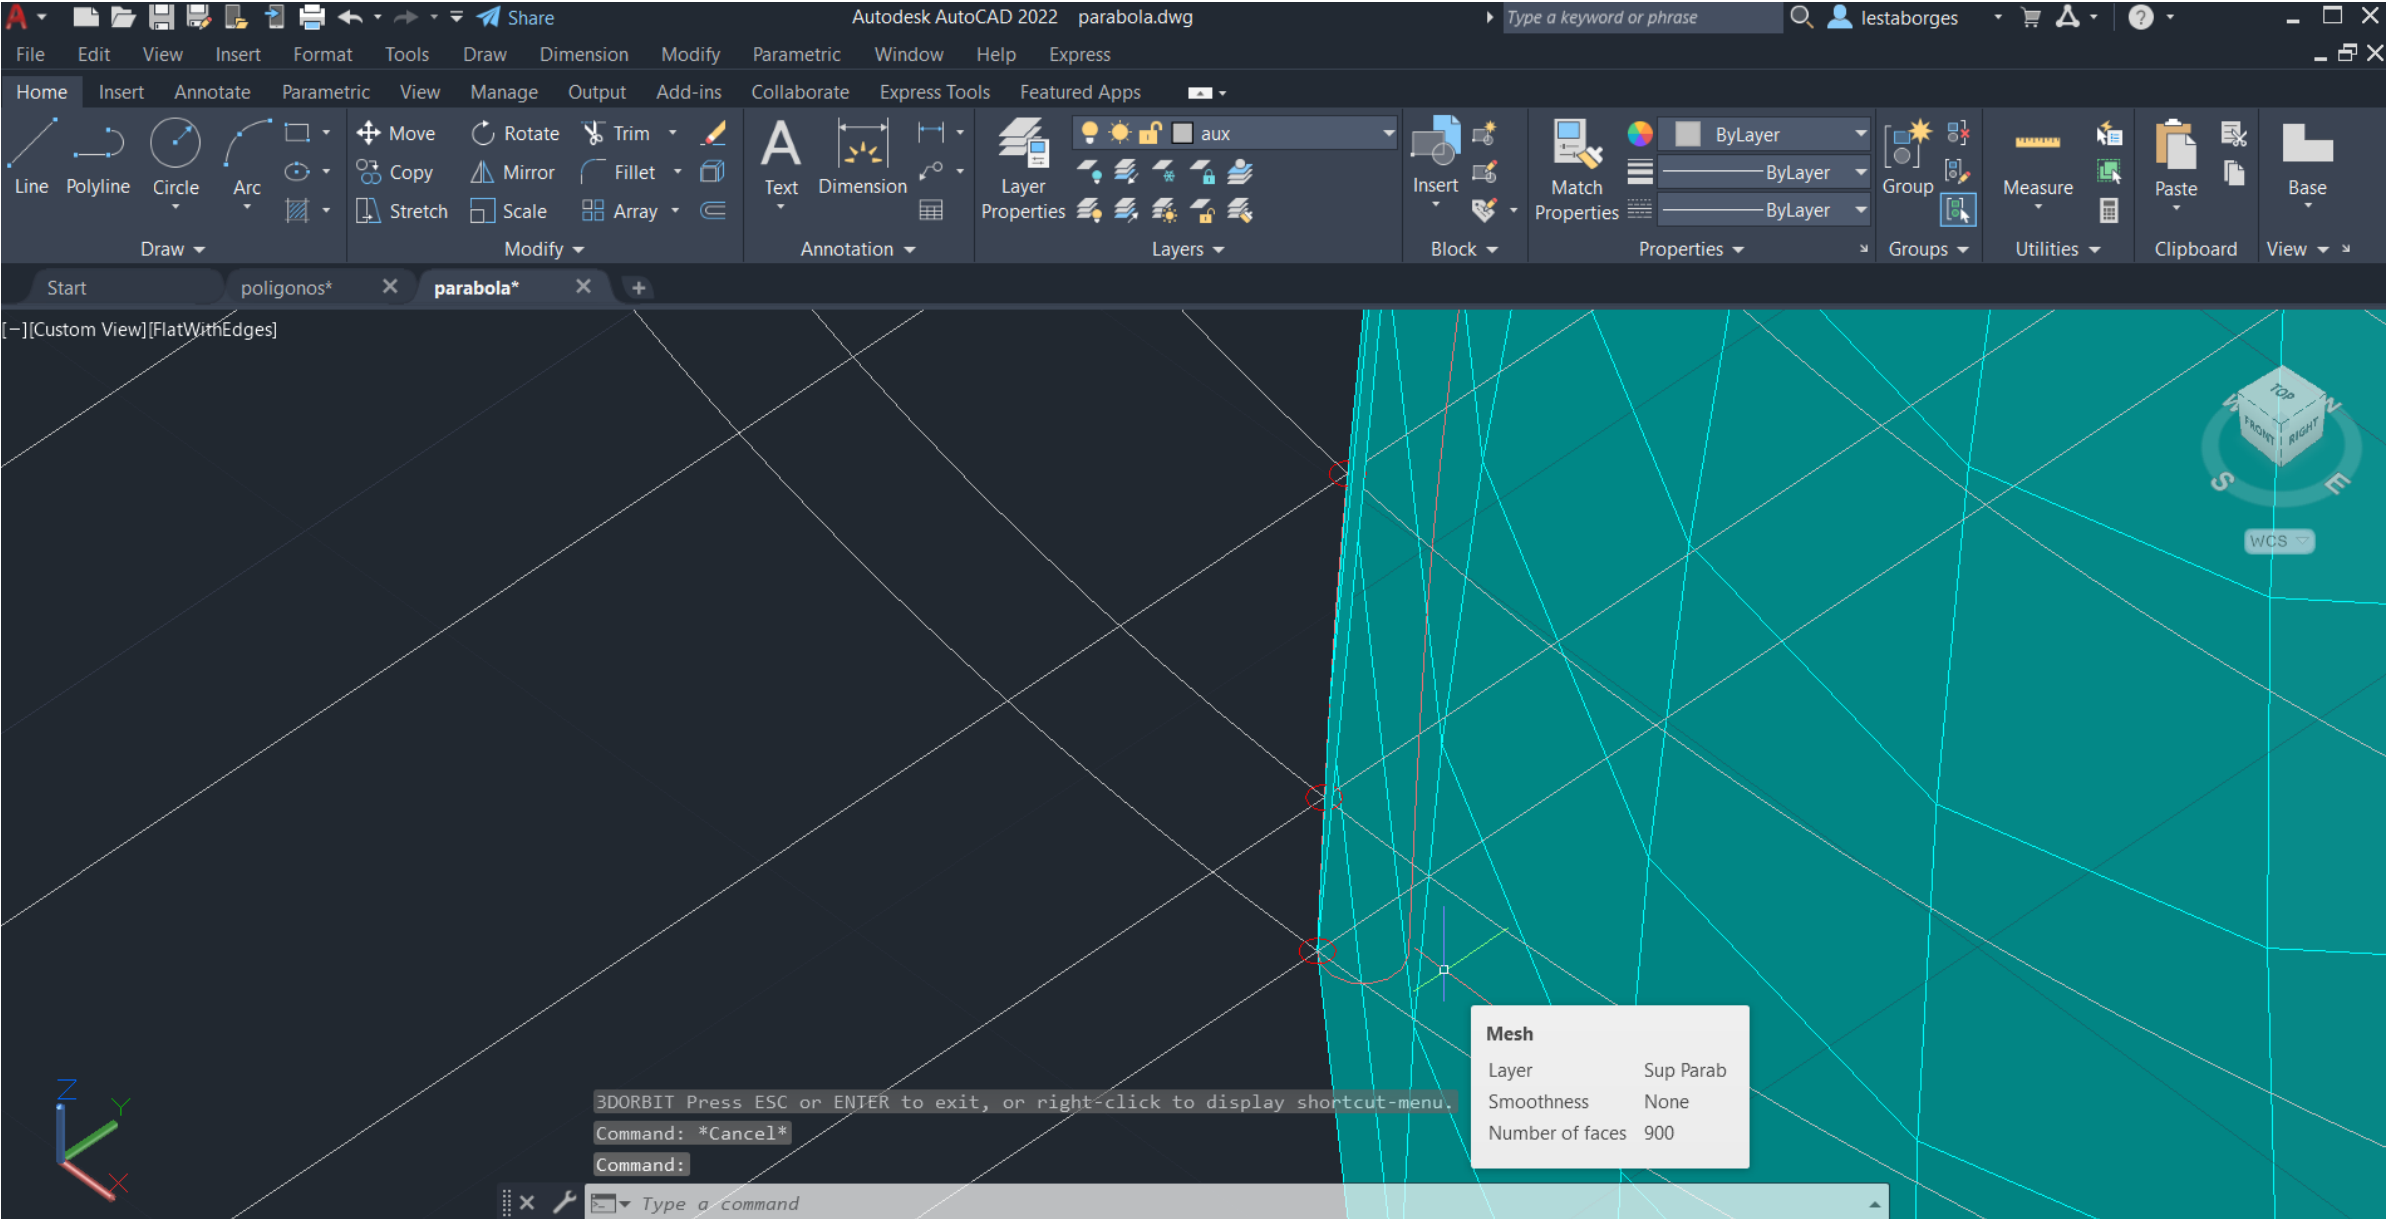 Share
Autodesk AutoCAD 2022 parabola.dwg
Type a keyword or phrase
lestaborges
File Edit View Insert Format Tools Draw Dimension Modify Parametric Window Help Express
Home Insert Annotate Parametric View Manage Output Add-ins Collaborate Express Tools Featured Apps
Line Polyline Circle Arc
Move Rotate Trim
Copy Mirror Fillet
Stretch Scale Array
Text Dimension
Layer Properties
aux
Insert
Match Properties
ByLayer
ByLayer
ByLayer
Group
Measure
Paste
Base
Draw Modify Annotation Layers Block Properties Groups Utilities Clipboard View
Start poligonos* parabola*
[−][Custom View][FlatWithEdges]
TOP
W N
FRONT RIGHT
S E
WCS
Mesh
Layer Sup Parab
Smoothness None
Number of faces 900
Z
Y
X
3DORBIT Press ESC or ENTER to exit, or right-click to display shortcut-menu.
Command: *Cancel*
Command:
Type a command